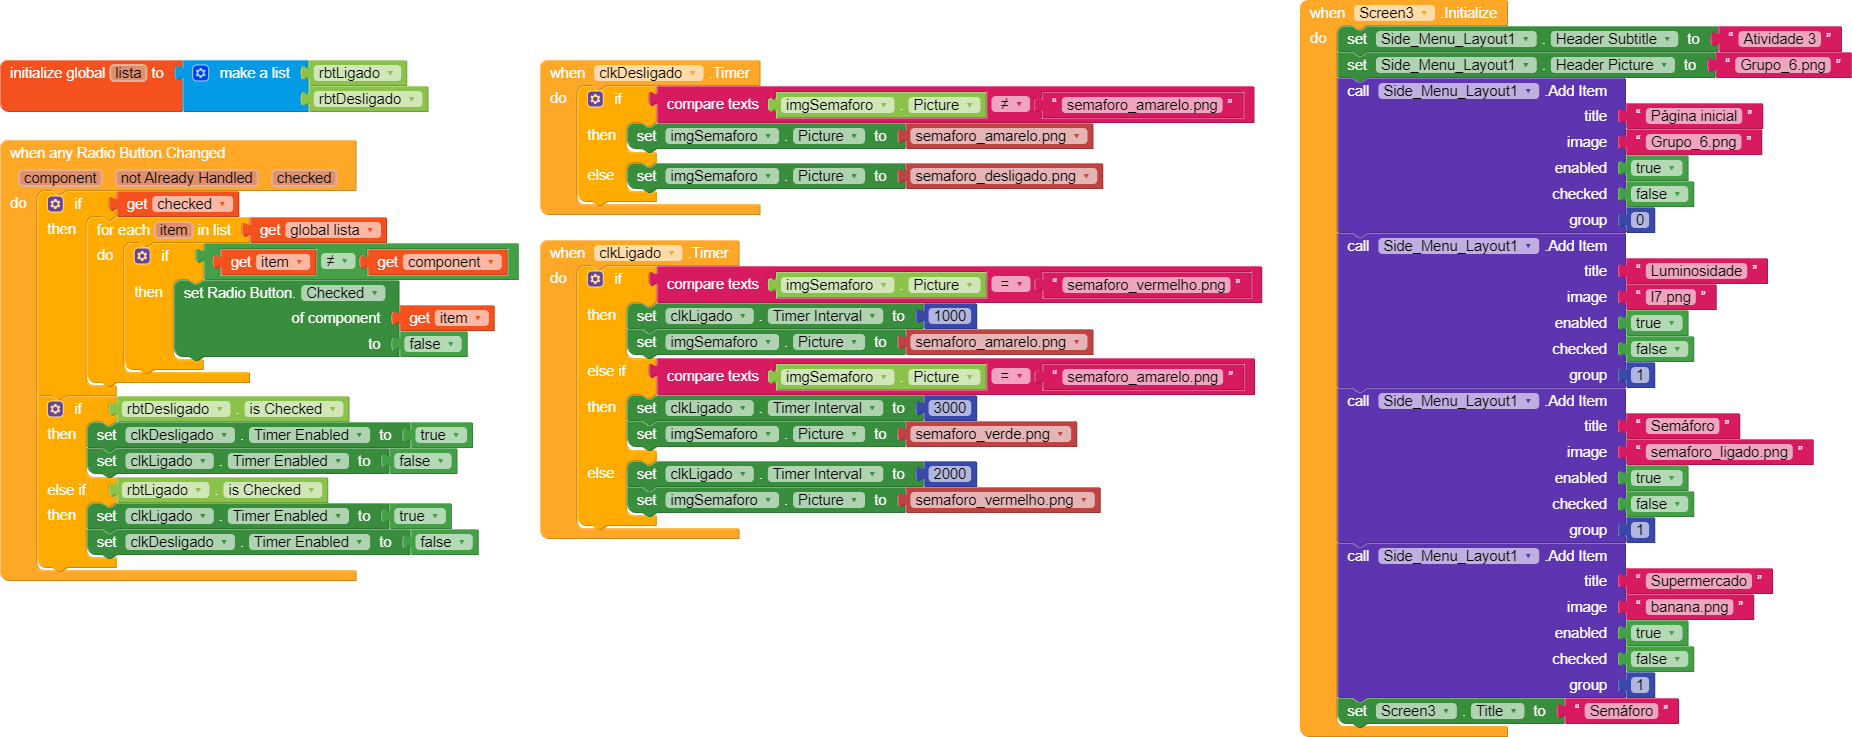 initialize global lista to make a list rbtLigado
rbtDesligado
when any Radio Button.Changed
component not Already Handled checked
do if get checked
then for each item in list get global lista
do if get item ≠ get component
then set Radio Button. Checked
of component get item
to false
if rbtDesligado . is Checked
then set clkDesligado . Timer Enabled to true
set clkLigado . Timer Enabled to false
else if rbtLigado . is Checked
then set clkLigado . Timer Enabled to true
set clkDesligado . Timer Enabled to false
when clkDesligado .Timer
do if compare texts imgSemaforo . Picture ≠ “ semaforo_amarelo.png ”
then set imgSemaforo . Picture to semaforo_amarelo.png
else set imgSemaforo . Picture to semaforo_desligado.png
when clkLigado .Timer
do if compare texts imgSemaforo . Picture = “ semaforo_vermelho.png ”
then set clkLigado . Timer Interval to 1000
set imgSemaforo . Picture to semaforo_amarelo.png
else if compare texts imgSemaforo . Picture = “ semaforo_amarelo.png ”
then set clkLigado . Timer Interval to 3000
set imgSemaforo . Picture to semaforo_verde.png
else set clkLigado . Timer Interval to 2000
set imgSemaforo . Picture to semaforo_vermelho.png
when Screen3 .Initialize
do set Side_Menu_Layout1 . Header Subtitle to “ Atividade 3 ”
set Side_Menu_Layout1 . Header Picture to “ Grupo_6.png ”
call Side_Menu_Layout1 .Add Item
title “ Página inicial ”
image “ Grupo_6.png ”
enabled true
checked false
group 0
call Side_Menu_Layout1 .Add Item
title “ Luminosidade ”
image “ l7.png ”
enabled true
checked false
group 1
call Side_Menu_Layout1 .Add Item
title “ Semáforo ”
image “ semaforo_ligado.png ”
enabled true
checked false
group 1
call Side_Menu_Layout1 .Add Item
title “ Supermercado ”
image “ banana.png ”
enabled true
checked false
group 1
set Screen3 . Title to “ Semáforo ”